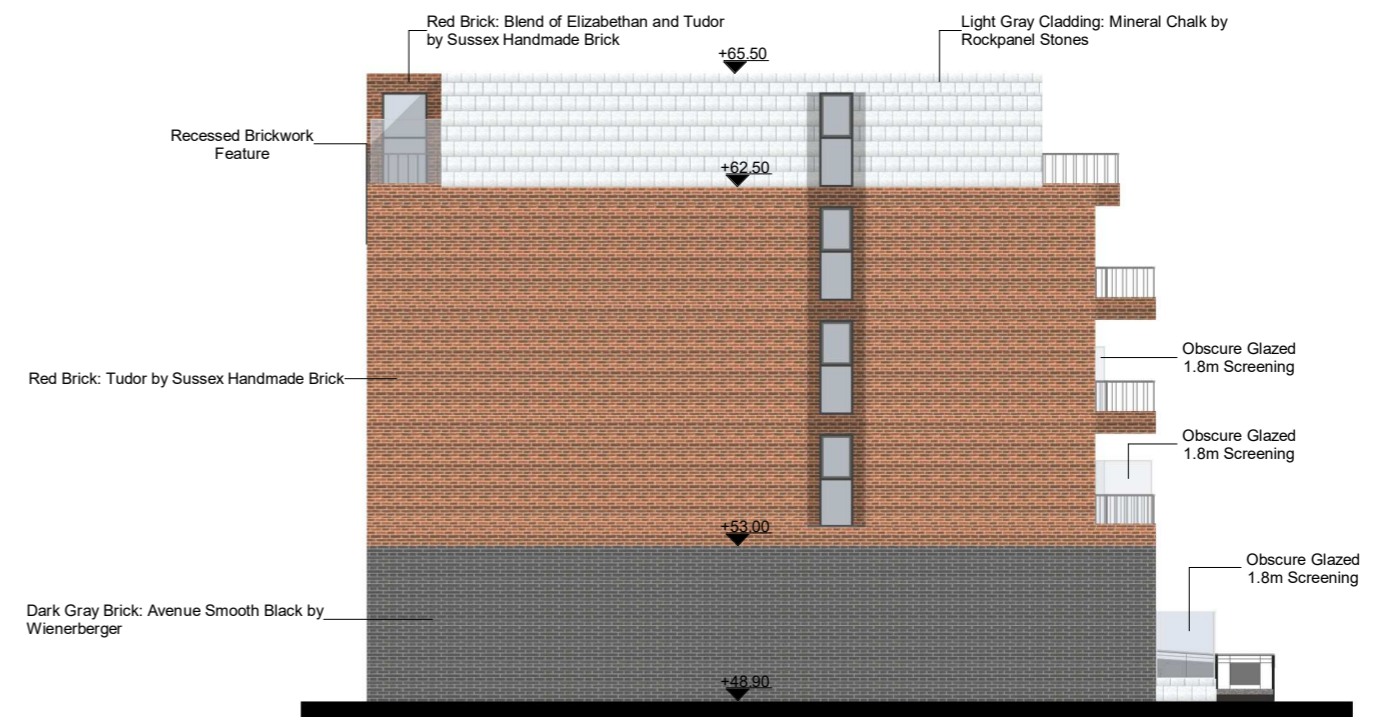 Red Brick: Blend of Elizabethan and Tudor
by Sussex Handmade Brick
Light Gray Cladding: Mineral Chalk by
Rockpanel Stones
+65.50
Recessed Brickwork
Feature
+62.50
Obscure Glazed
1.8m Screening
Red Brick: Tudor by Sussex Handmade Brick
Obscure Glazed
1.8m Screening
+53.00
Obscure Glazed
1.8m Screening
Dark Gray Brick: Avenue Smooth Black by
Wienerberger
+48.90